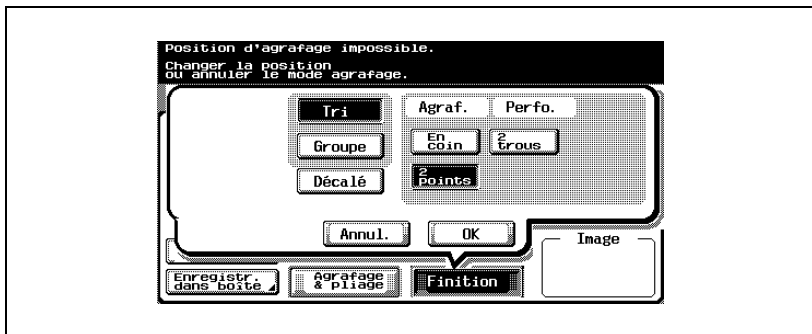 Position d'agrafage impossible.
Changer la position
ou annuler le mode agrafage.
Tri
Agraf.
Perfo.
Groupe
En
coin
2
trous
Décalé
2
points
Annul.
OK
Image
Enregistr.
dans boîte
Agrafage
& pliage
Finition